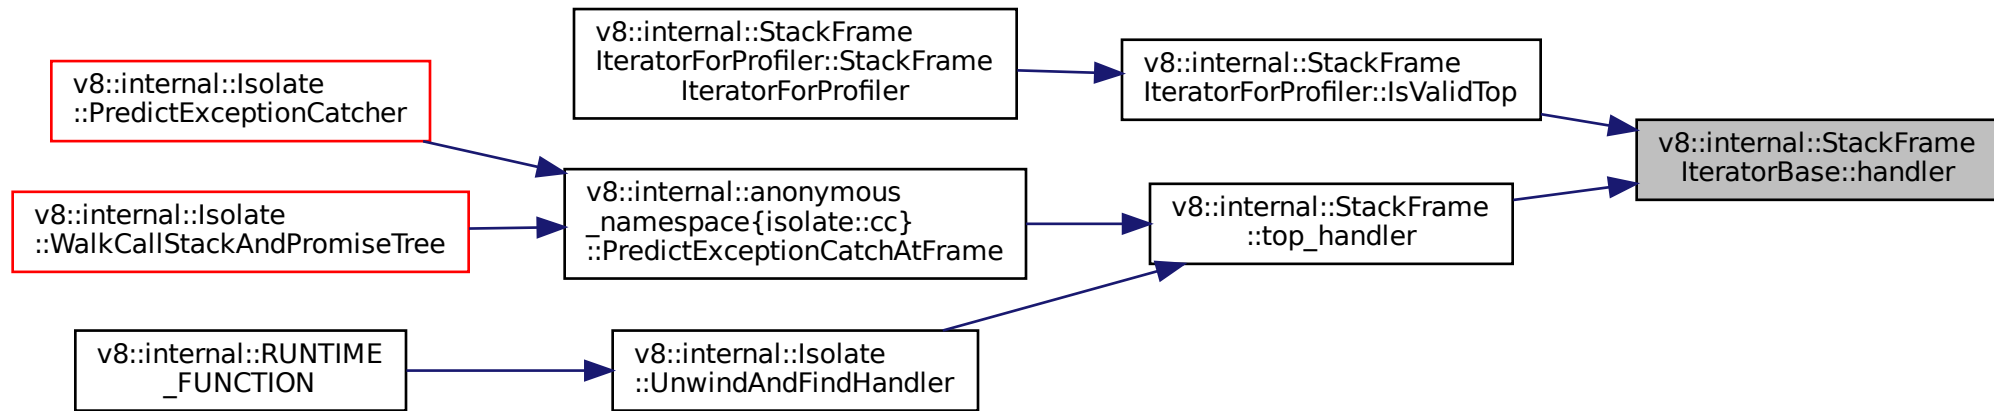 v8::internal::StackFrame
IteratorForProfiler::StackFrame
IteratorForProfiler
v8::internal::StackFrame
IteratorForProfiler::IsValidTop
v8::internal::Isolate
::PredictExceptionCatcher
v8::internal::StackFrame
IteratorBase::handler
v8::internal::anonymous
_namespace{isolate::cc}
::PredictExceptionCatchAtFrame
v8::internal::StackFrame
::top_handler
v8::internal::Isolate
::WalkCallStackAndPromiseTree
v8::internal::RUNTIME
_FUNCTION
v8::internal::Isolate
::UnwindAndFindHandler